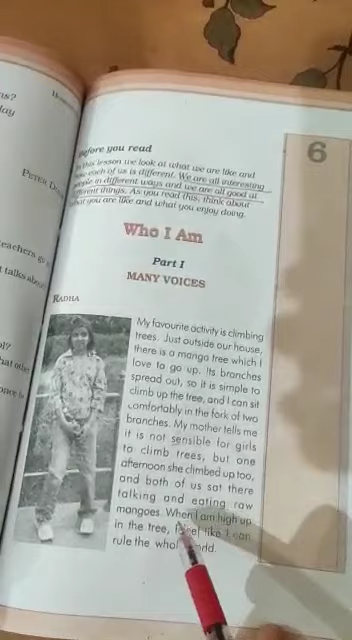 ns?
day
Before you read
this lesson we look at what we are like and
each of us is different. We are all interesting
people in different ways and we are all good at
different things. As you read this, think about
what you are like and what you enjoy doing.
6
Who I Am
Part I
MANY VOICES
RADHA
My favourite activity is climbing
trees. Just outside our house,
there is a mango tree which I
love to go up. Its branches
spread out, so it is simple to
climb up the tree, and I can sit
comfortably in the fork of two
branches. My mother tells me
it is not sensible for girls
to climb trees, but one
afternoon she climbed up too,
and both of us sat there
talking and eating raw
mangoes. When I am high up
in the tree, I feel like I can
rule the whole
PETER
teachers
talks